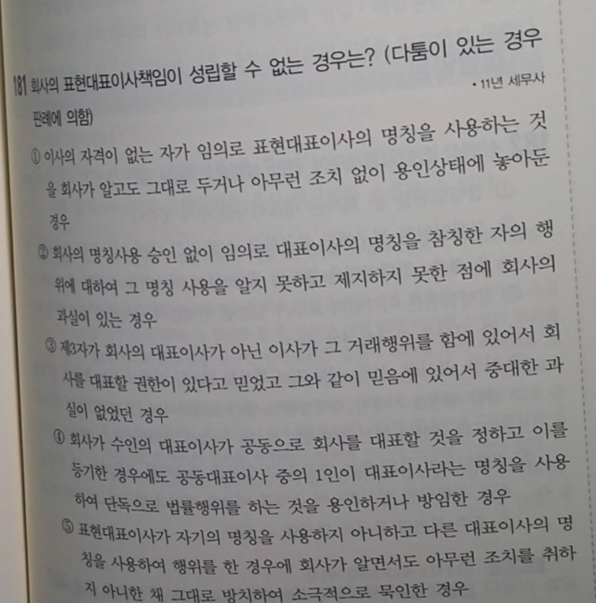 181 회사의 표현대표이사책임이 성립할 수 없는 경우는? (다툼이 있는 경우
판례에 의함)
• 11년 세무사
① 이사의 자격이 없는 자가 임의로 표현대표이사의 명칭을 사용하는 것
을 회사가 알고도 그대로 두거나 아무런 조치 없이 용인상태에 놓아둔
경우
② 회사의 명칭사용 승인 없이 임의로 대표이사의 명칭을 참칭한 자의 행
위에 대하여 그 명칭 사용을 알지 못하고 제지하지 못한 점에 회사의
과실이 있는 경우
③ 제3자가 회사의 대표이사가 아닌 이사가 그 거래행위를 함에 있어서 회
사를 대표할 권한이 있다고 믿었고 그와 같이 믿음에 있어서 중대한 과
실이 없었던 경우
④ 회사가 수인의 대표이사가 공동으로 회사를 대표할 것을 정하고 이를
등기한 경우에도 공동대표이사 중의 1인이 대표이사라는 명칭을 사용
하여 단독으로 법률행위를 하는 것을 용인하거나 방임한 경우
⑤ 표현대표이사가 자기의 명칭을 사용하지 아니하고 다른 대표이사의 명
칭을 사용하여 행위를 한 경우에 회사가 알면서도 아무런 조치를 취하
지 아니한 채 그대로 방치하여 소극적으로 묵인한 경우